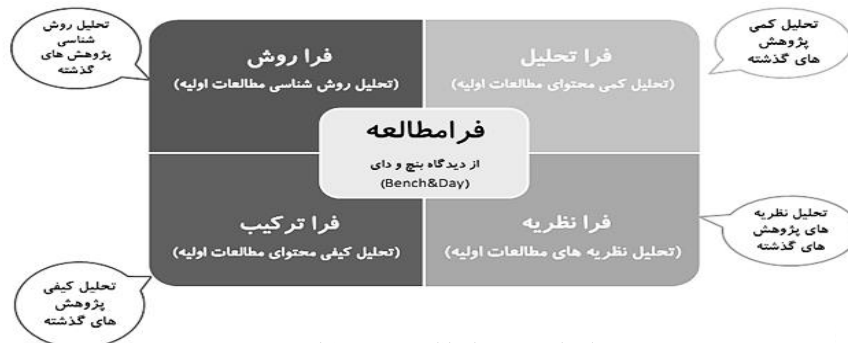 تحلیل کمی
پژوهش
های گذشته
فرا تحلیل
(تحلیل کمی محتوای مطالعات اولیه)
فرا روش
(تحلیل روش شناسی مطالعات اولیه)
تحلیل روش
شناسی
پژوهش های
گذشته
فرامطالعه
از دیدگاه بنچ و دای
(Bench&Day)
تحلیل نظریه
های پژوهش
های گذشته
فرا نظریه
(تحلیل نظریه های مطالعات اولیه)
فرا ترکیب
(تحلیل کیفی محتوای مطالعات اولیه)
تحلیل کیفی
پژوهش
های گذشته